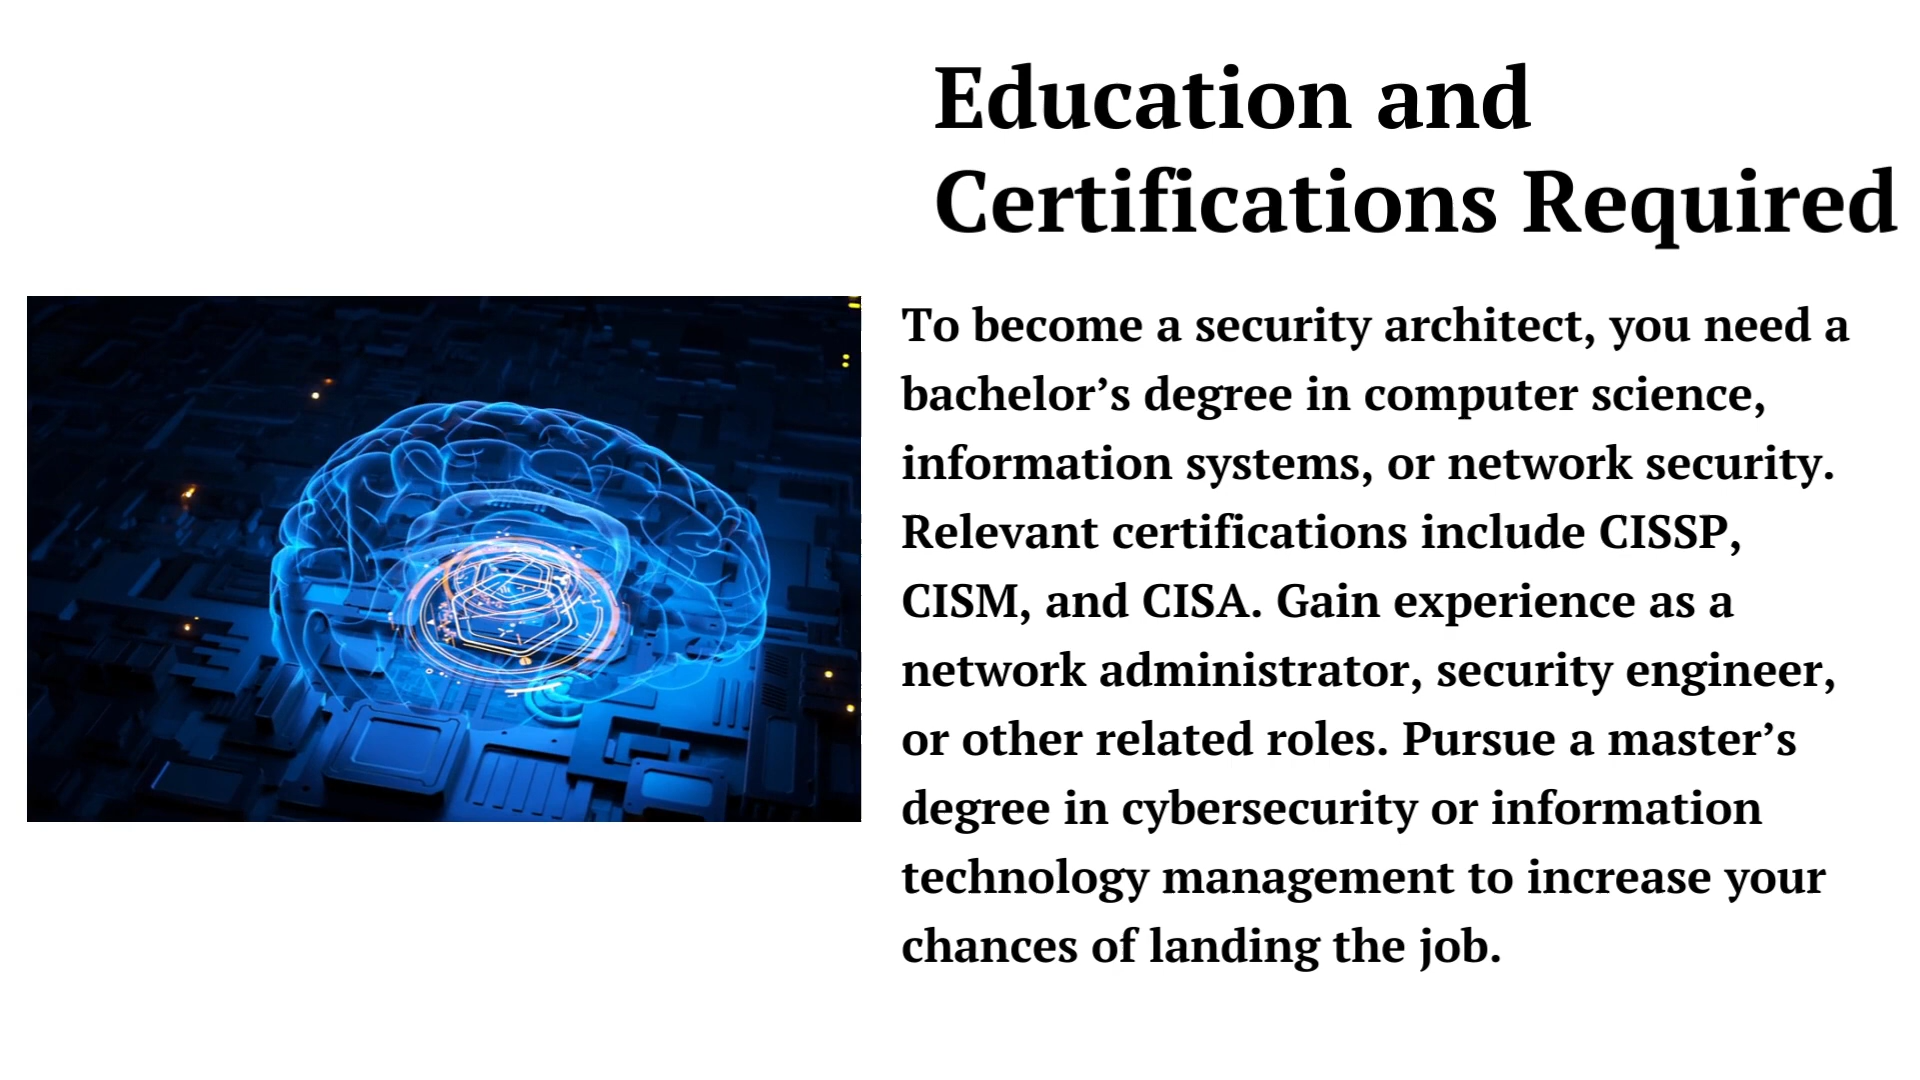 Education and
Certifications Required
To become a security architect, you need a
bachelor’s degree in computer science,
information systems, or network security.
Relevant certifications include CISSP,
CISM, and CISA. Gain experience as a
network administrator, security engineer,
or other related roles. Pursue a master’s
degree in cybersecurity or information
technology management to increase your
chances of landing the job.